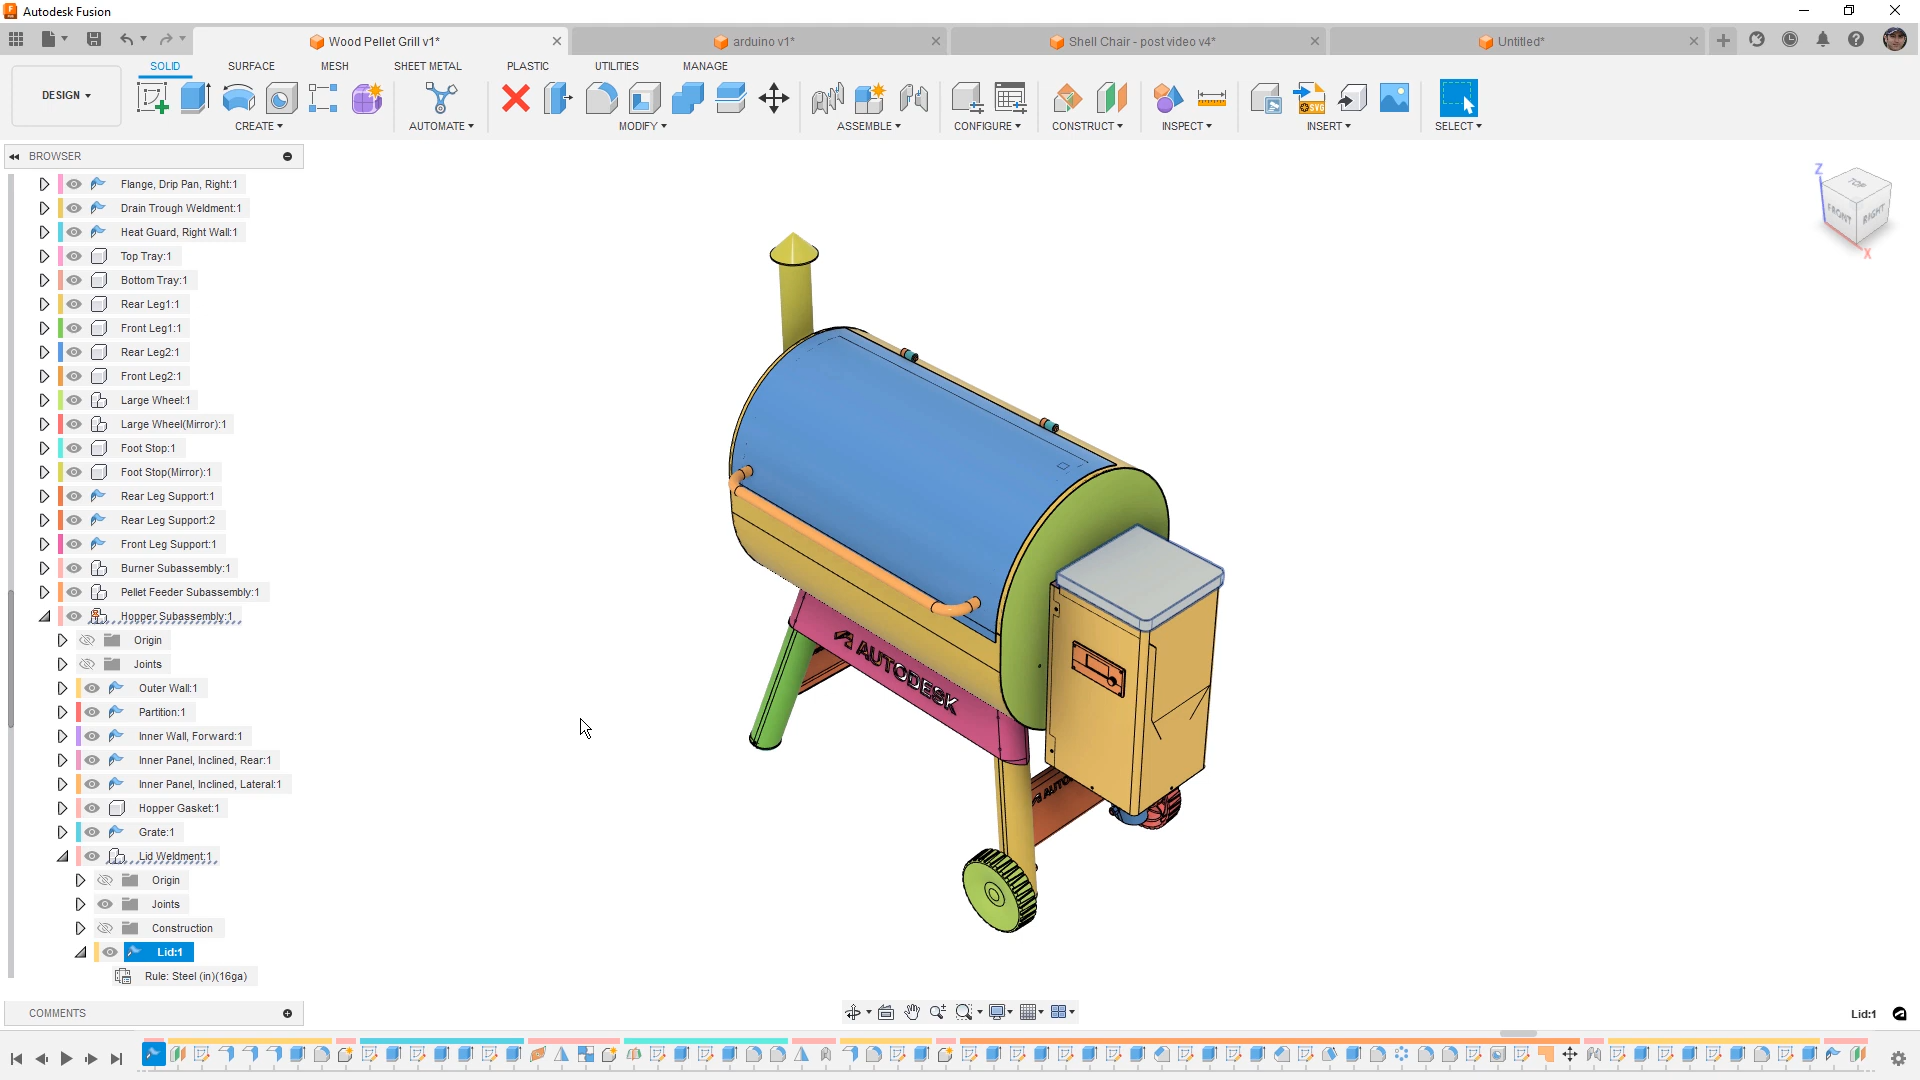 Autodesk Fusion
Wood Pellet Grill v1*
arduino v1*
Shell Chair - post video v4*
Untitled*
DESIGN
SOLID
SURFACE
MESH
SHEET METAL
PLASTIC
UTILITIES
MANAGE
CREATE
AUTOMATE
MODIFY
ASSEMBLE
CONFIGURE
CONSTRUCT
INSPECT
INSERT
SELECT
BROWSER
Flange, Drip Pan, Right:1
Drain Trough Weldment:1
Heat Guard, Right Wall:1
Top Tray:1
Bottom Tray:1
Rear Leg1:1
Front Leg1:1
Rear Leg2:1
Front Leg2:1
Large Wheel:1
Large Wheel(Mirror):1
Foot Stop:1
Foot Stop(Mirror):1
Rear Leg Support:1
Rear Leg Support:2
Front Leg Support:1
Burner Subassembly:1
Pellet Feeder Subassembly:1
Hopper Subassembly:1
Origin
Joints
Outer Wall:1
Partition:1
Inner Wall, Forward:1
Inner Panel, Inclined, Rear:1
Inner Panel, Inclined, Lateral:1
Hopper Gasket:1
Grate:1
Lid Weldment:1
Origin
Joints
Construction
Lid:1
Rule: Steel (in)(16ga)
COMMENTS
AUTODESK
Z
TOP
FRONT
RIGHT
X
Lid:1